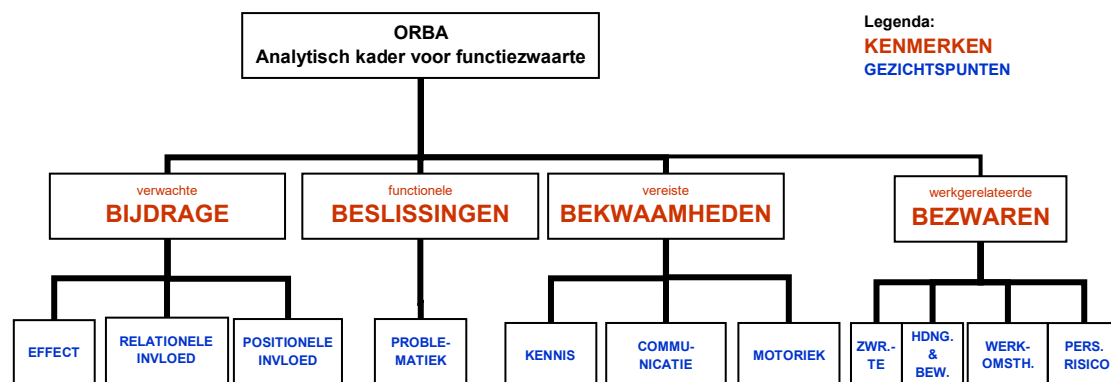 ORBA
Analytisch kader voor functiezwaarte
Legenda:
KENMERKEN
GEZICHTSPUNTEN
verwachte
BIJDRAGE
functionele
BESLISSINGEN
vereiste
BEKWAAMHEDEN
werkgerelateerde
BEZWAREN
EFFECT
RELATIONELE
INVLOED
POSITIONELE
INVLOED
PROBLE-
MATIEK
KENNIS
COMMU-
NICATIE
MOTORIEK
ZWR.-
TE
HDNG.
&
BEW.
WERK-
OMSTH.
PERS.
RISICO